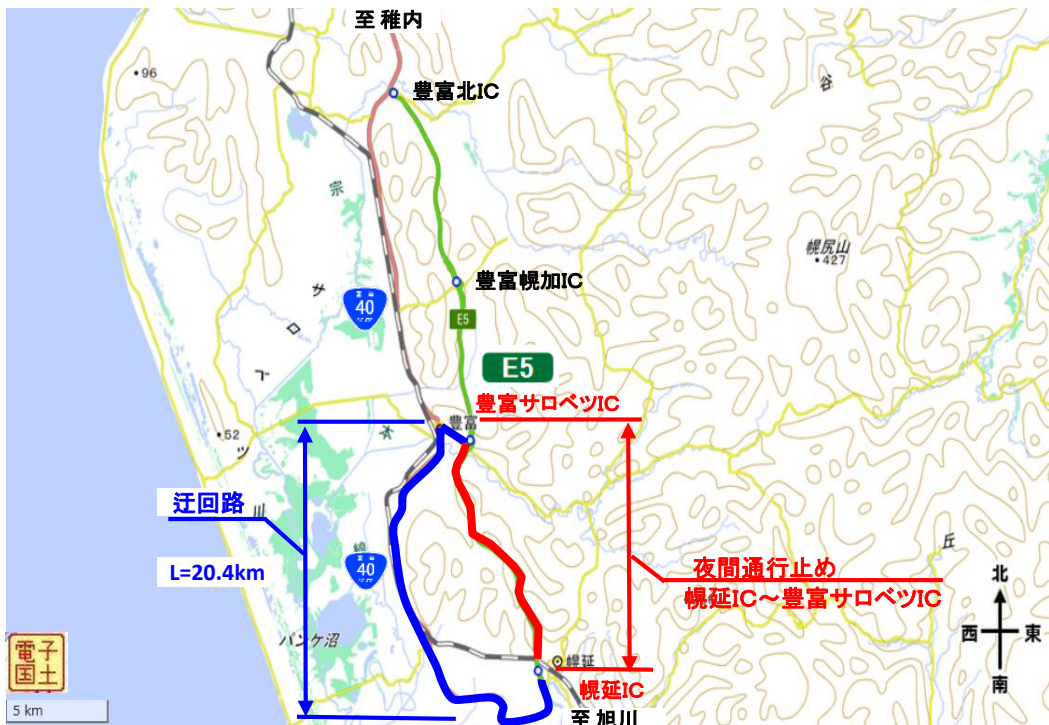 至 稚内
96
豊富北IC
谷
宗
幌尻山
427
サ
豊富幌加IC
40
ロ
E5
E5
ベ
豊富サロベツIC
豊富
本
52
ツ
迂回路
川
丘
線
40
L=20.4km
夜間通行止め
幌延IC～豊富サロベツIC
北
西
東
南
パンケ沼
電子
国土
幌延
幌延IC
5 km
至 旭川